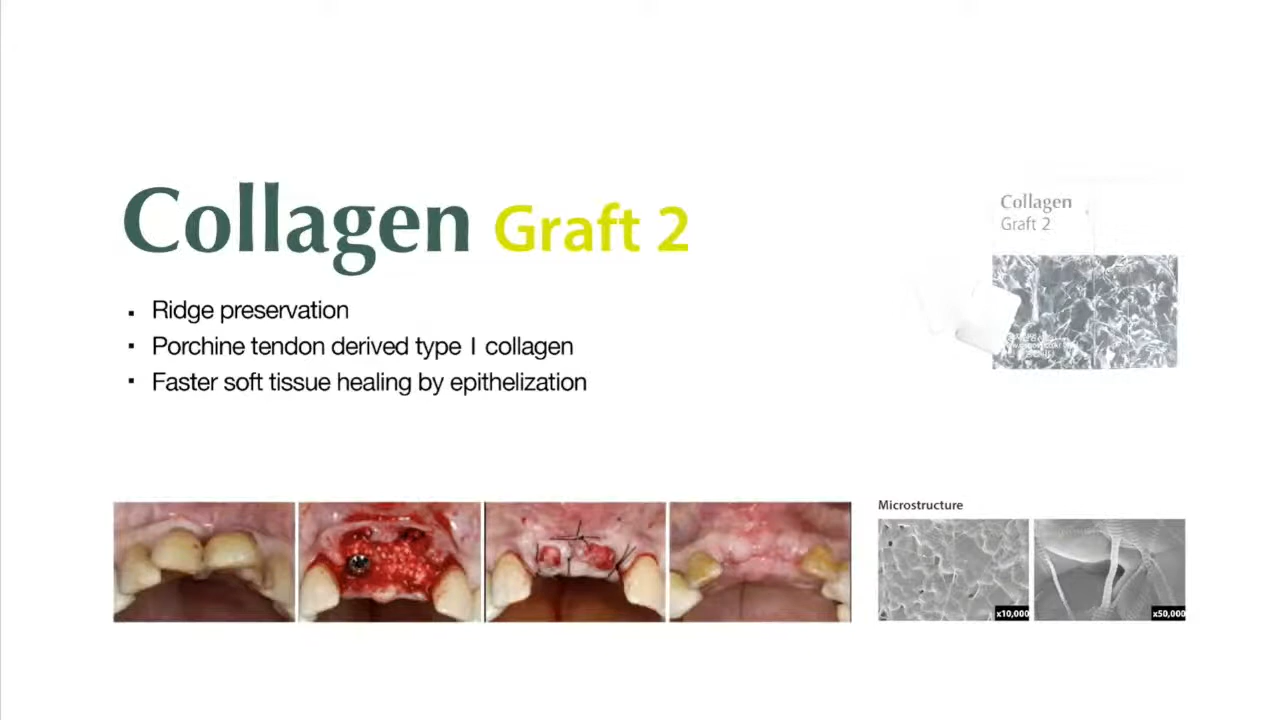 Collagen Graft 2
▪ Ridge preservation
▪ Porchine tendon derived type I collagen
▪ Faster soft tissue healing by epithelization
Collagen
Graft 2
Microstructure
x10,000
x50,000